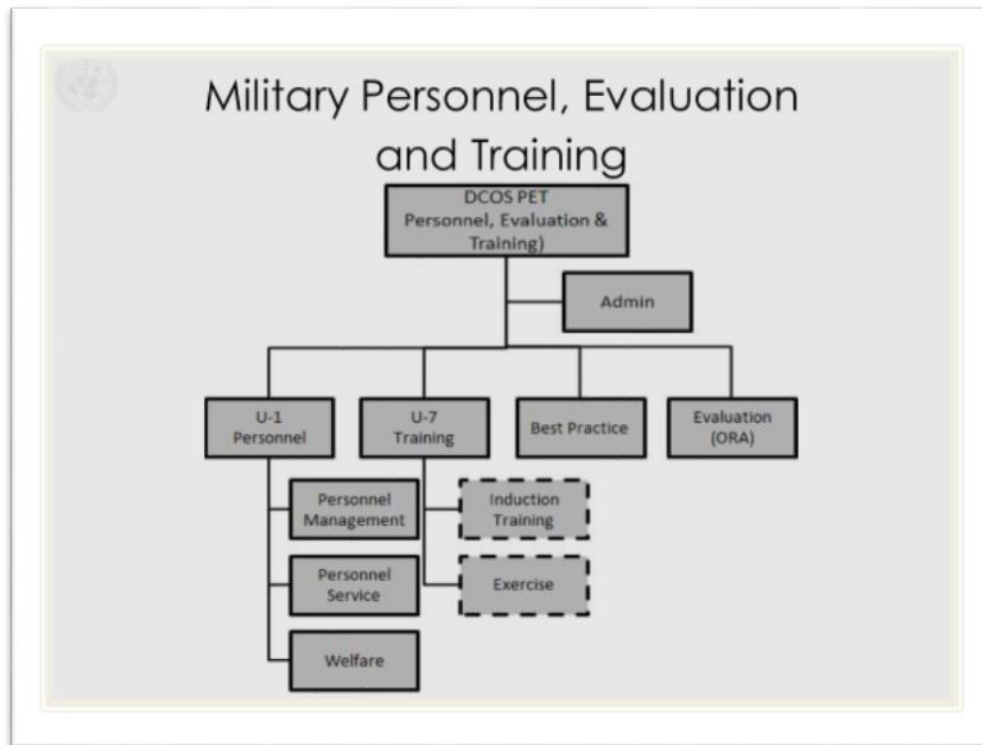 Military Personnel, Evaluation
and Training
DCOS PET
Personnel, Evaluation &
Training)
Admin
U-1
Personnel
U-7
Training
Best Practice
Evaluation
(ORA)
Personnel
Management
Induction
Training
Personnel
Service
Exercise
Welfare